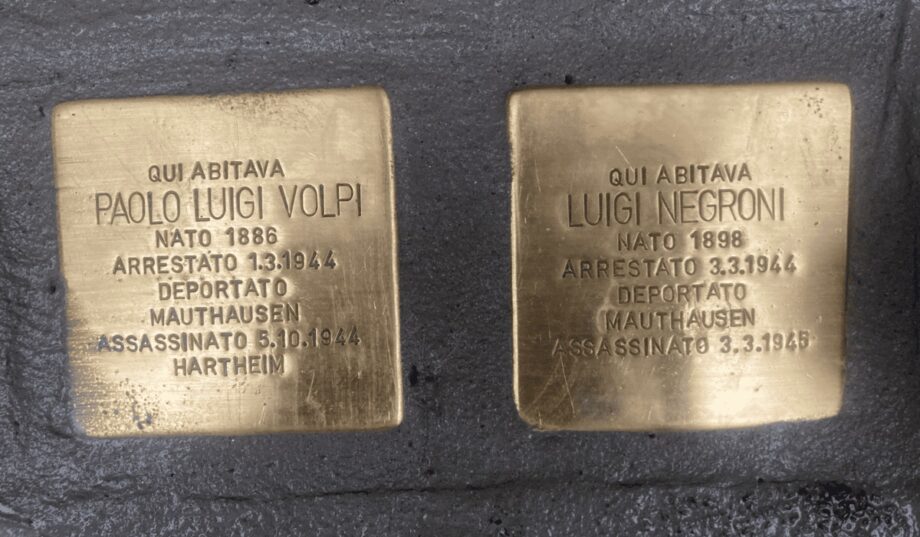 QUI ABITAVA
PAOLO LUIGI VOLPI
NATO 1886
ARRESTATO 1.3.1944
DEPORTATO
MAUTHAUSEN
ASSASSINATO 5.10.1944
HARTHEIM
QUI ABITAVA
LUIGI NEGRONI
NATO 1898
ARRESTATO 3.3.1944
DEPORTATO
MAUTHAUSEN
ASSASSINATO 3.3.1945